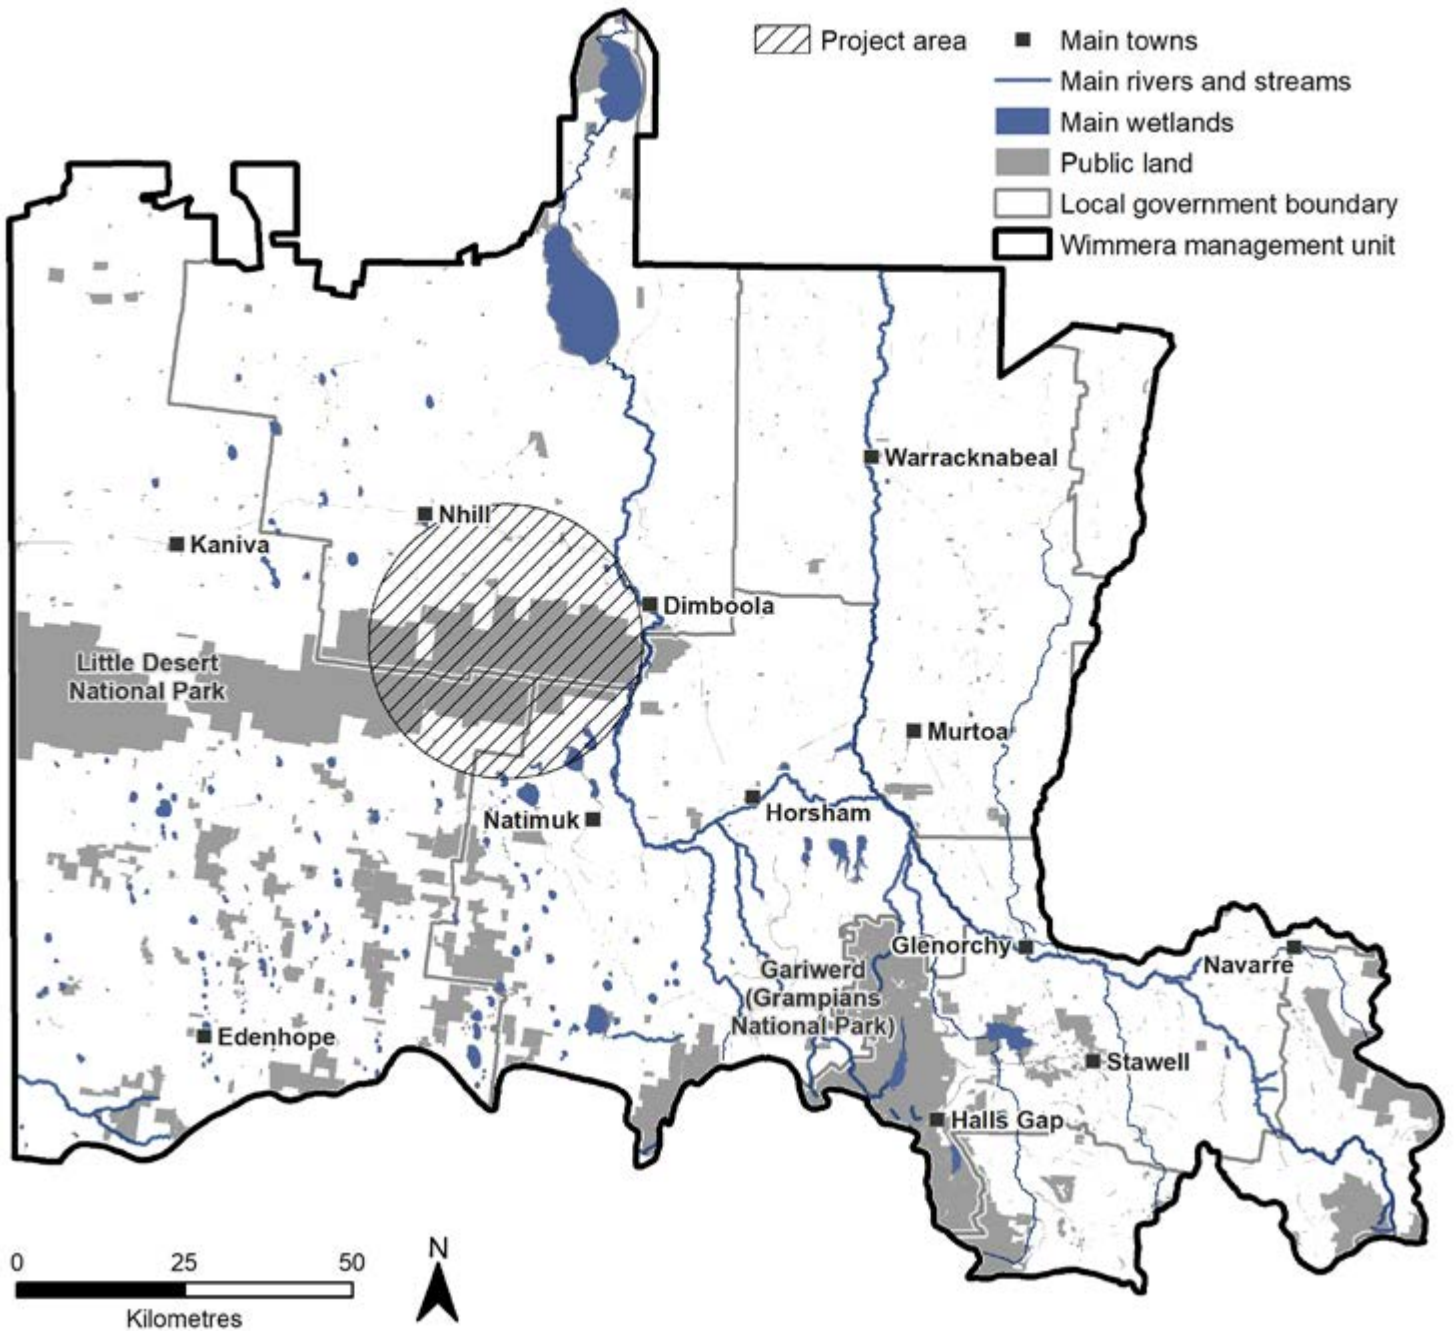 Project area
Main towns
Main rivers and streams
Main wetlands
Public land
Local government boundary
Wimmera management unit
Warracknabeal
Nhill
Kaniva
Dimboola
Little Desert
National Park
Murtoa
Horsham
Natimuk
Glenorchy
Navarre
Gariwerd
(Grampians
National Park)
Edenhope
Stawell
Halls Gap
0 25 50
Kilometres
N